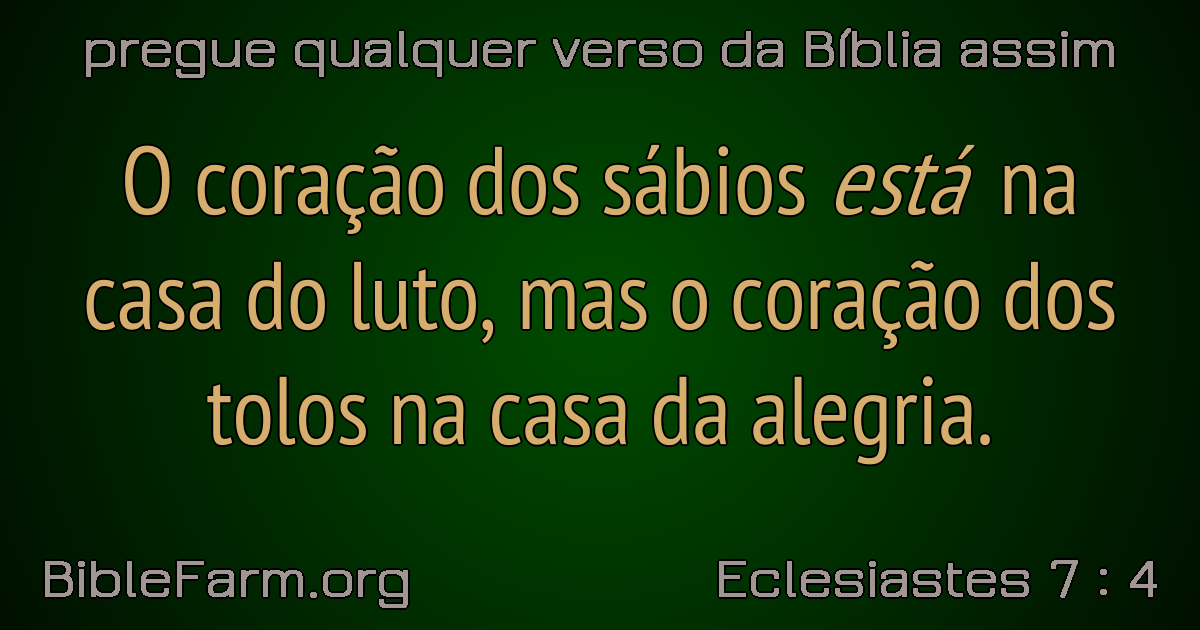 pregue qualquer verso da Bíblia assim
O coração dos sábios está na
casa do luto, mas o coração dos
tolos na casa da alegria.
BibleFarm.org
Eclesiastes 7 : 4